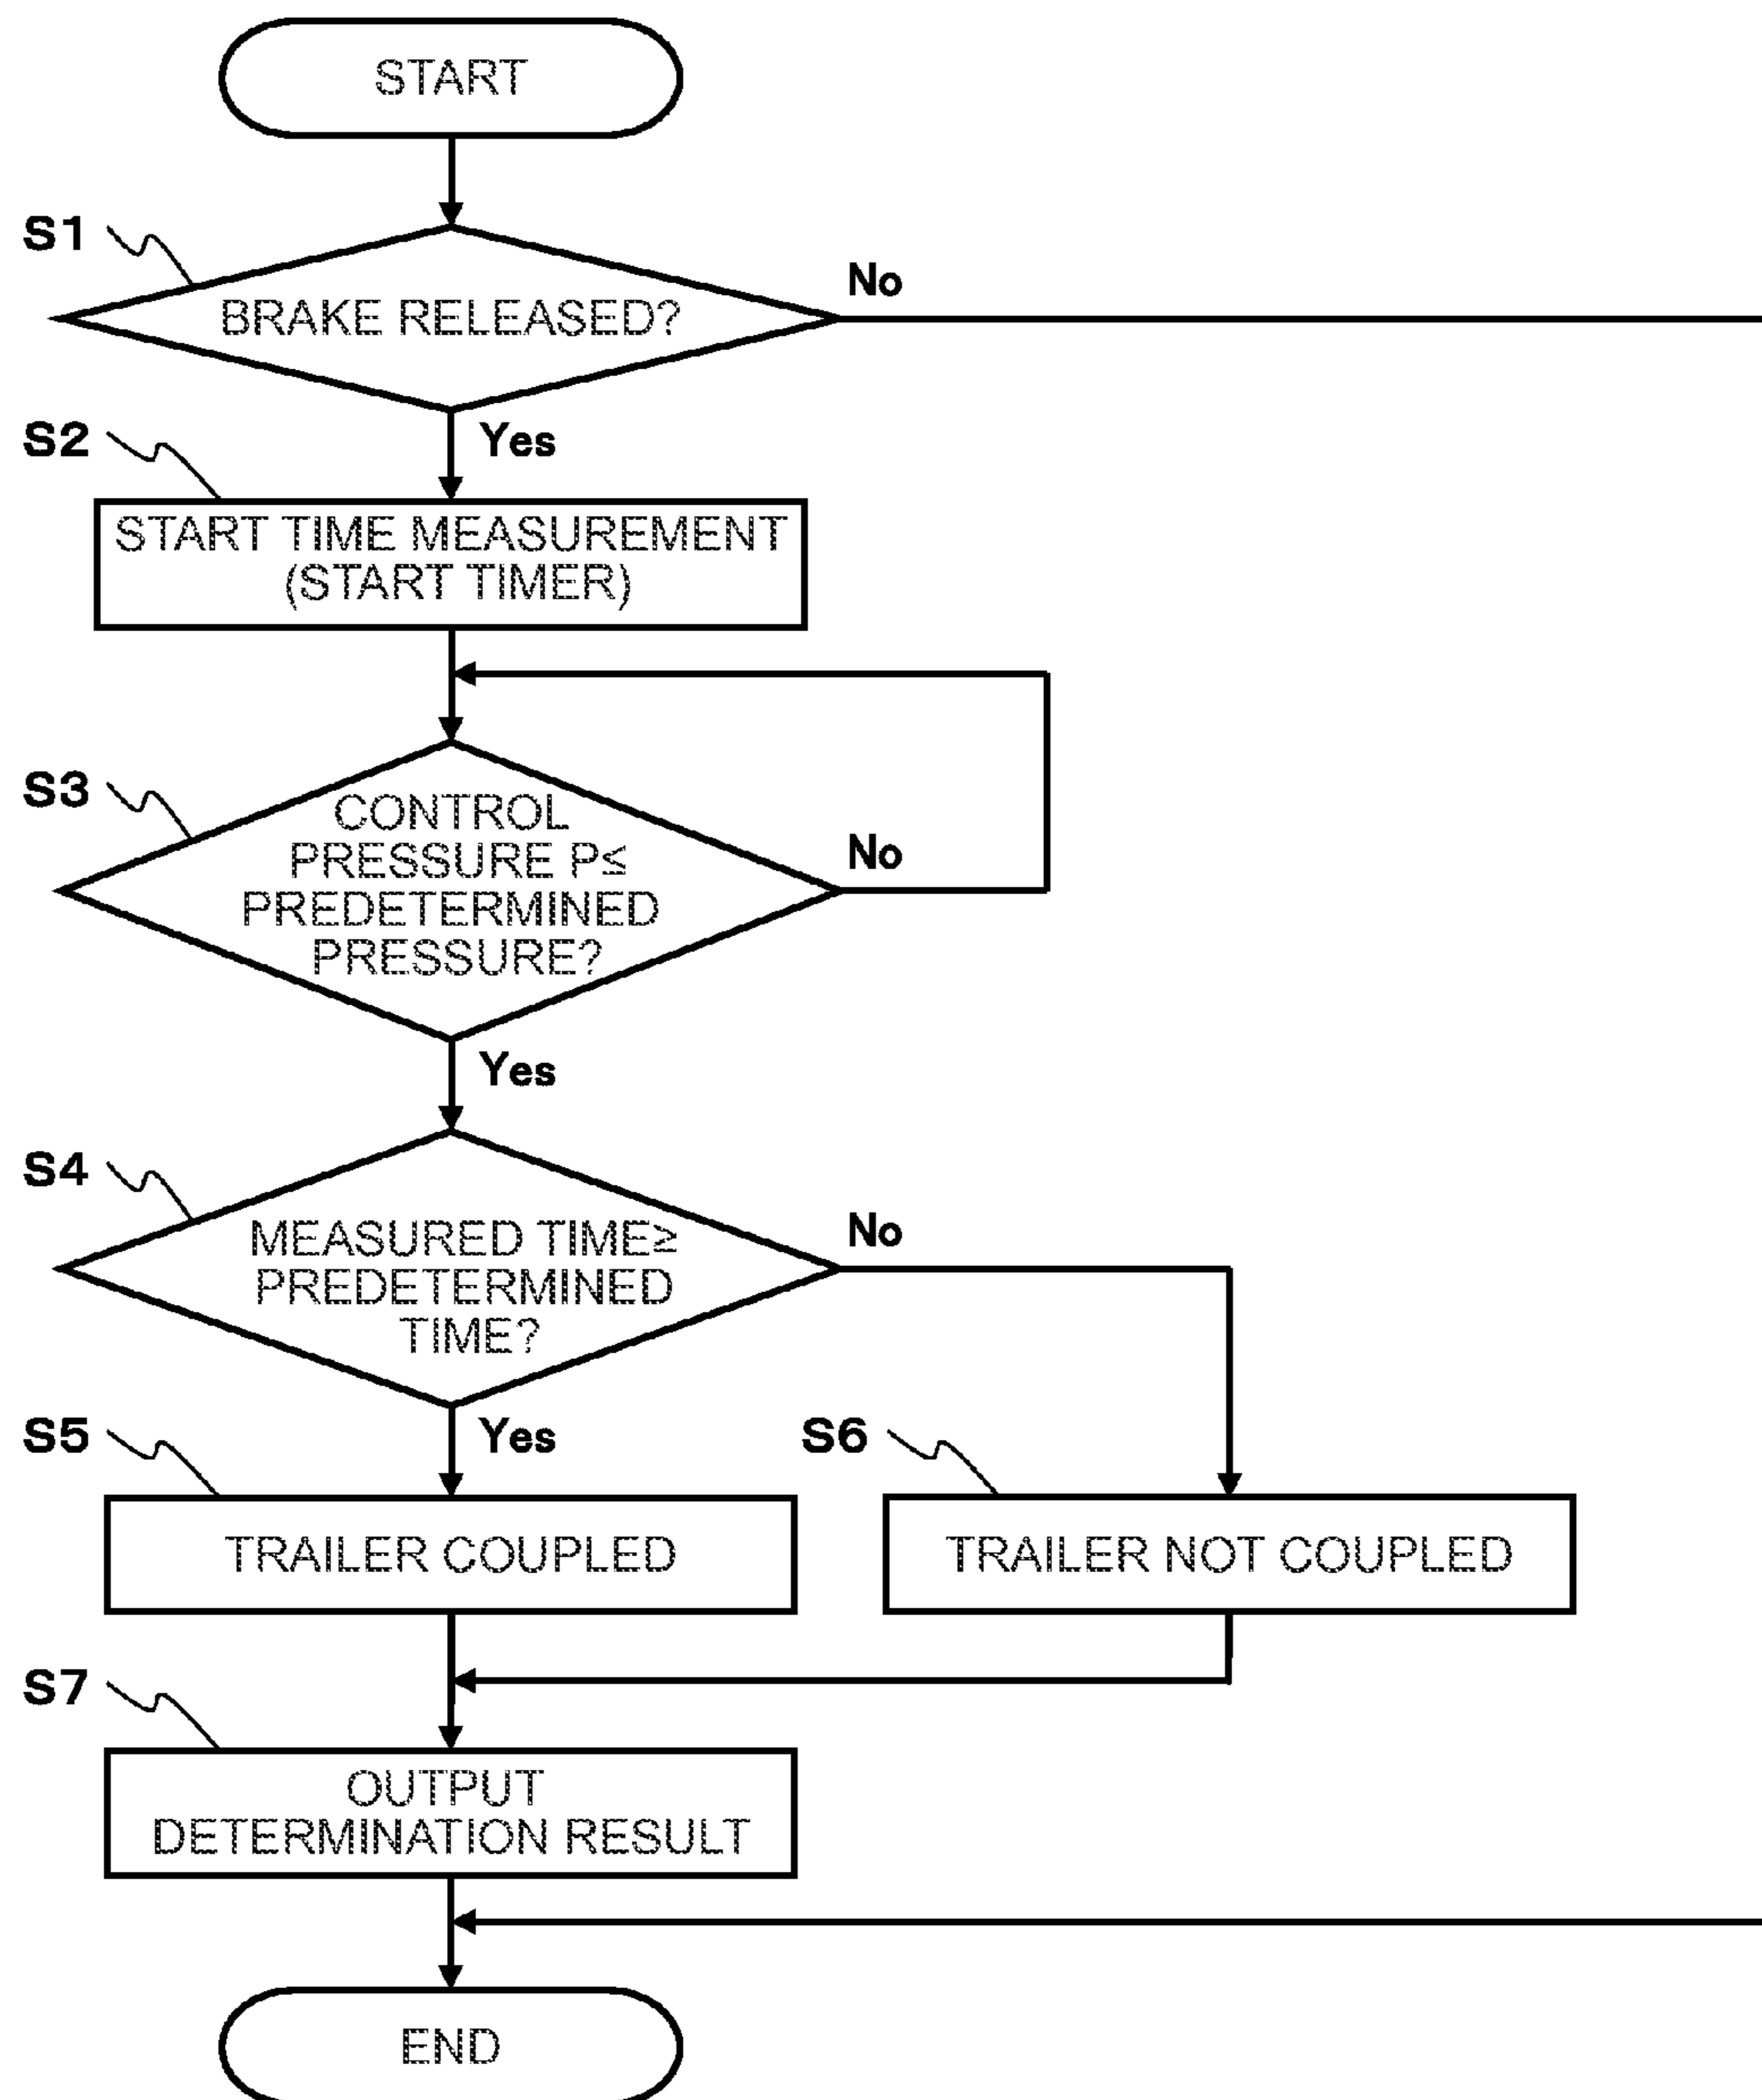 START
S1
BRAKE RELEASED?
No
Yes
S2
START TIME MEASUREMENT
(START TIMER)
S3
CONTROL
PRESSURE P≤
PREDETERMINED
PRESSURE?
No
Yes
S4
MEASURED TIME≥
PREDETERMINED
TIME?
No
Yes
S5
TRAILER COUPLED
S6
TRAILER NOT COUPLED
S7
OUTPUT
DETERMINATION RESULT
END